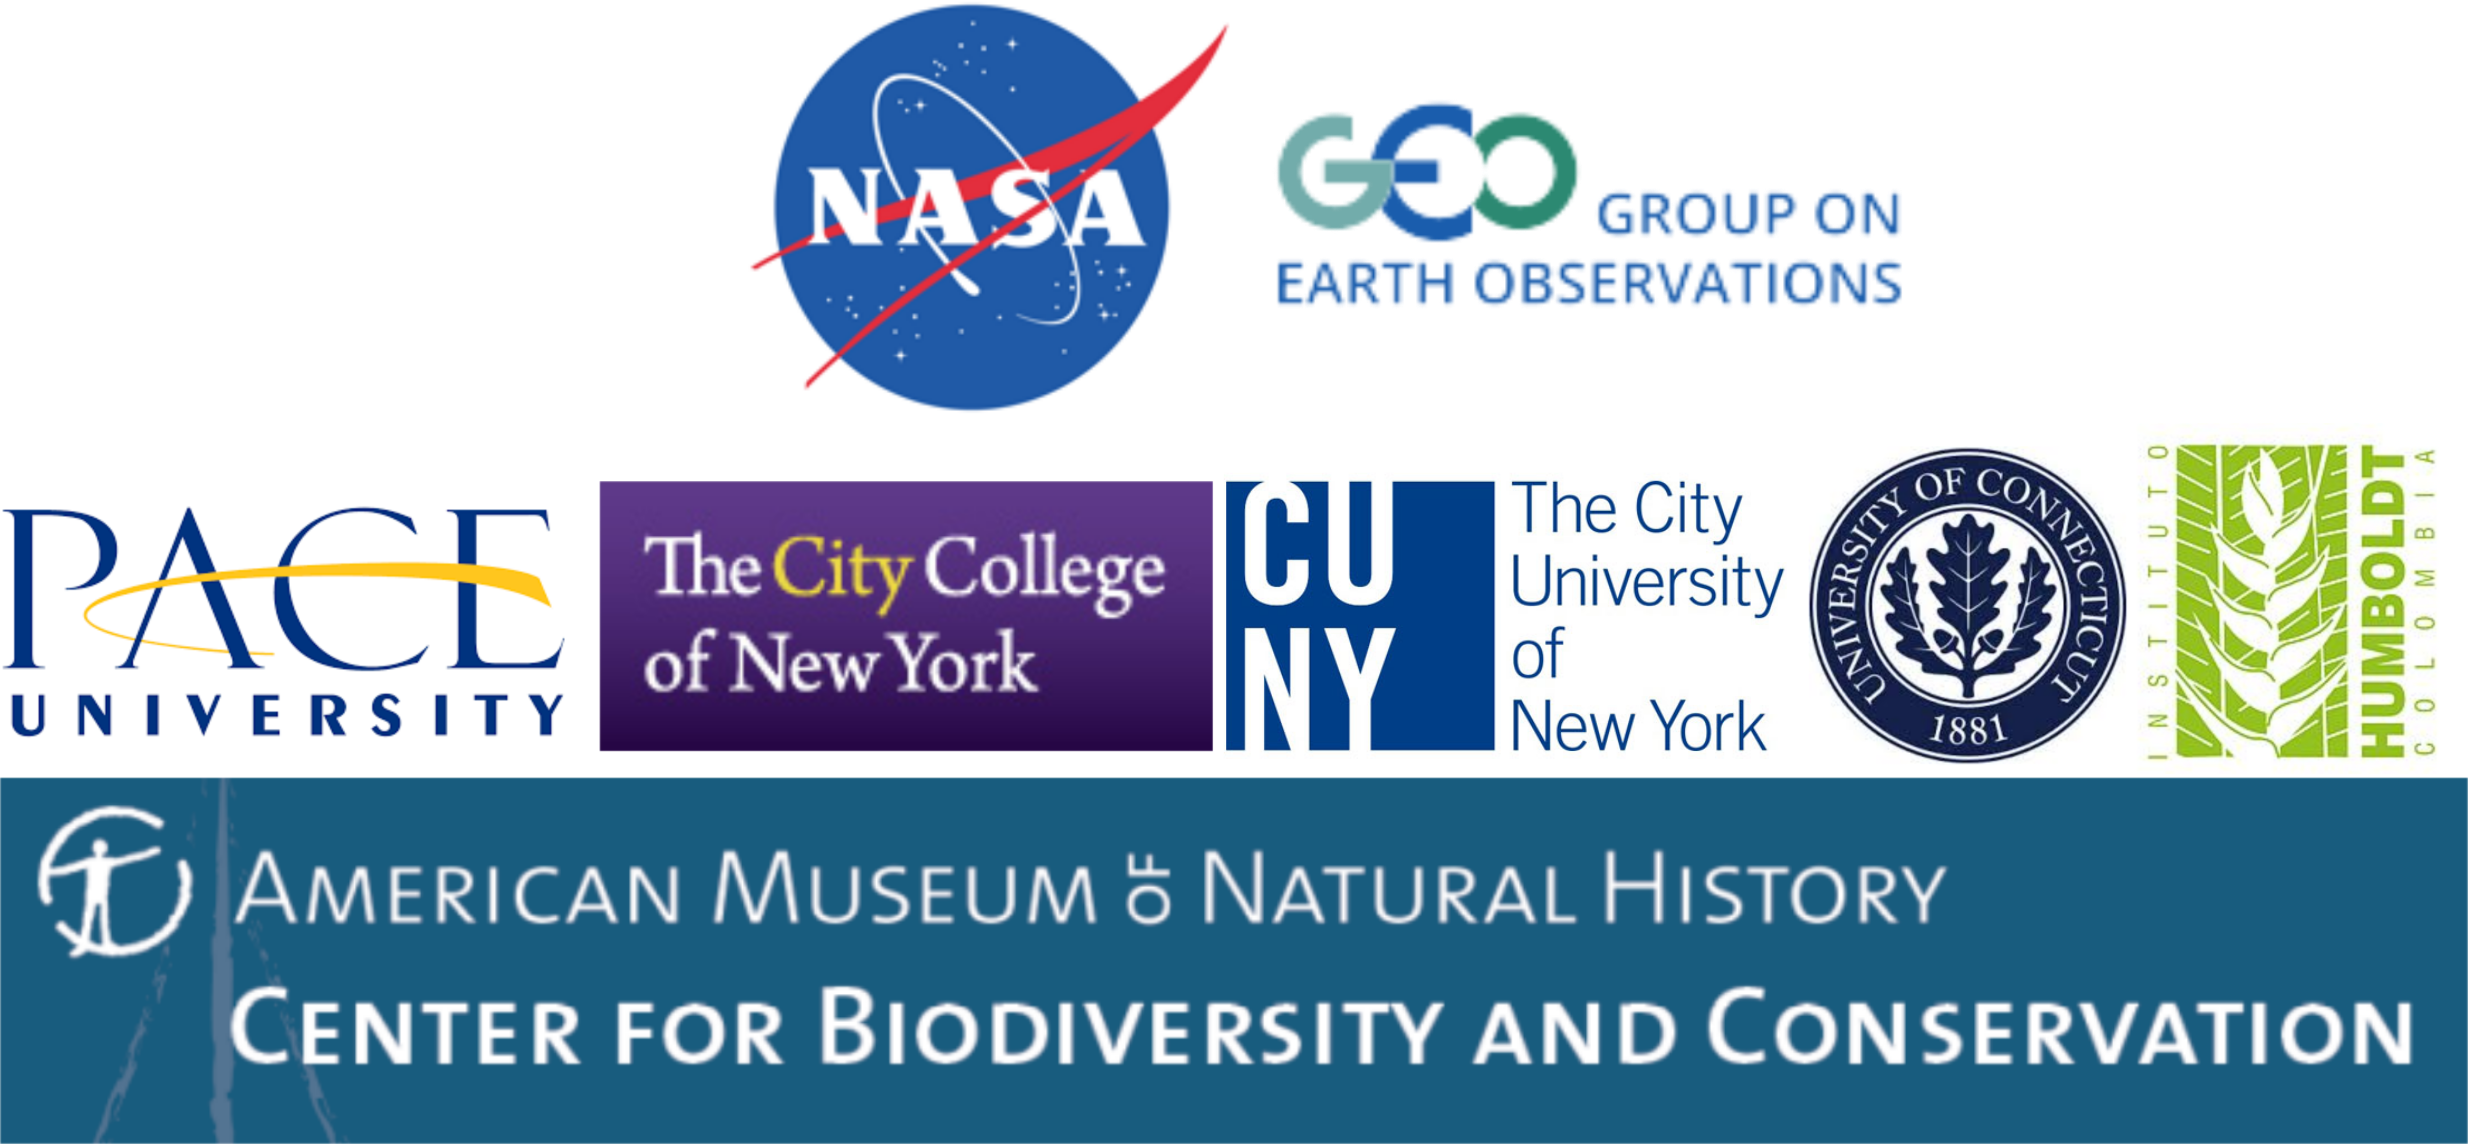 NASA
GEO GROUP ON
EARTH OBSERVATIONS
PACE
UNIVERSITY
The City College
of New York
CU
NY
The City
University
of
New York
UNIVERSITY OF CONNECTICUT
1881
INSTITUTO
HUMBOLDT
COLOMBIA
AMERICAN MUSEUM OF NATURAL HISTORY
CENTER FOR BIODIVERSITY AND CONSERVATION